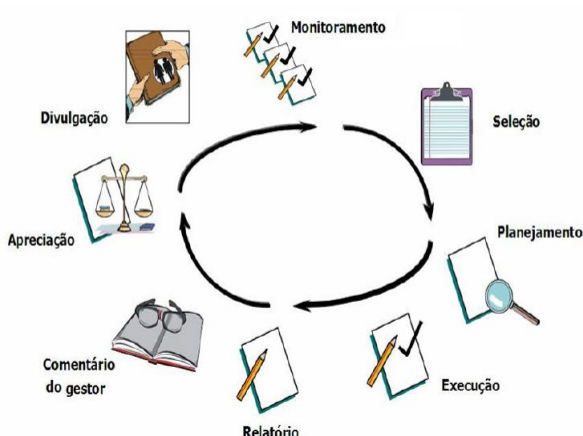 Monitoramento
Divulgação
Seleção
Apreciação
Planejamento
Comentário
do gestor
Execução
Relatório